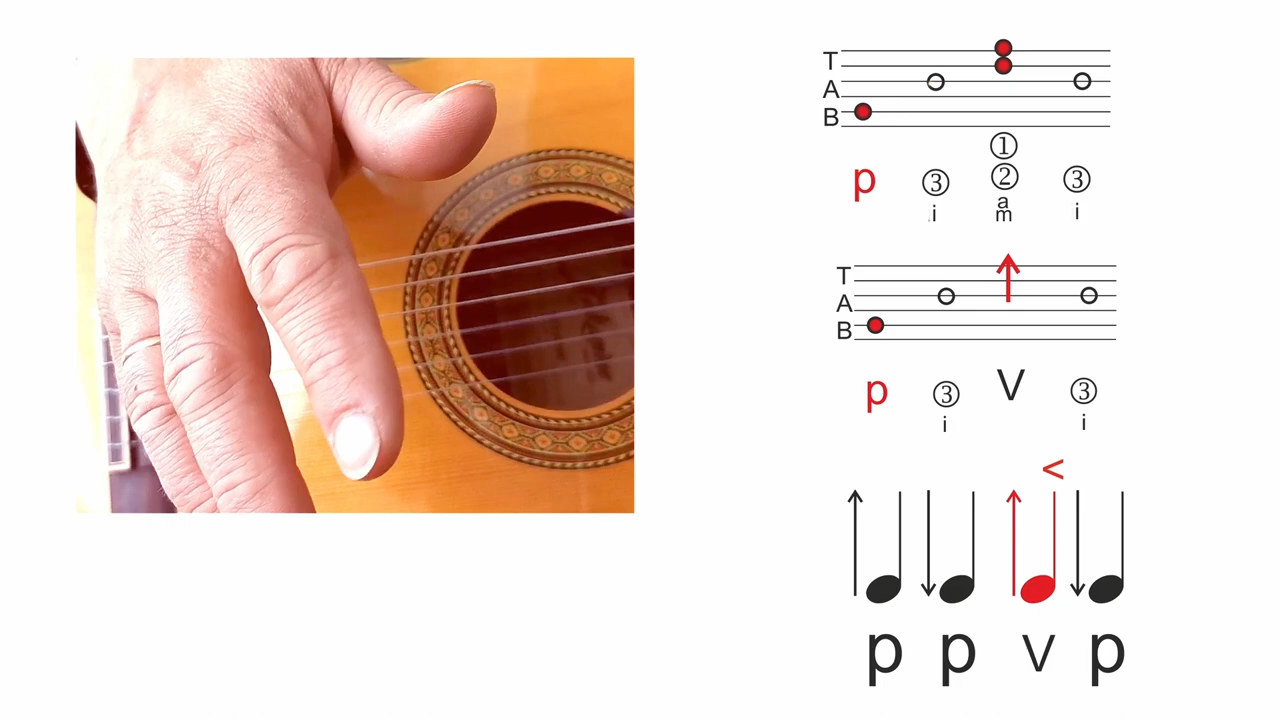 T
A
B
①
p ③ ② ③
a
i m i
T
A
B
p ③ V ③
i i
<
p p V p